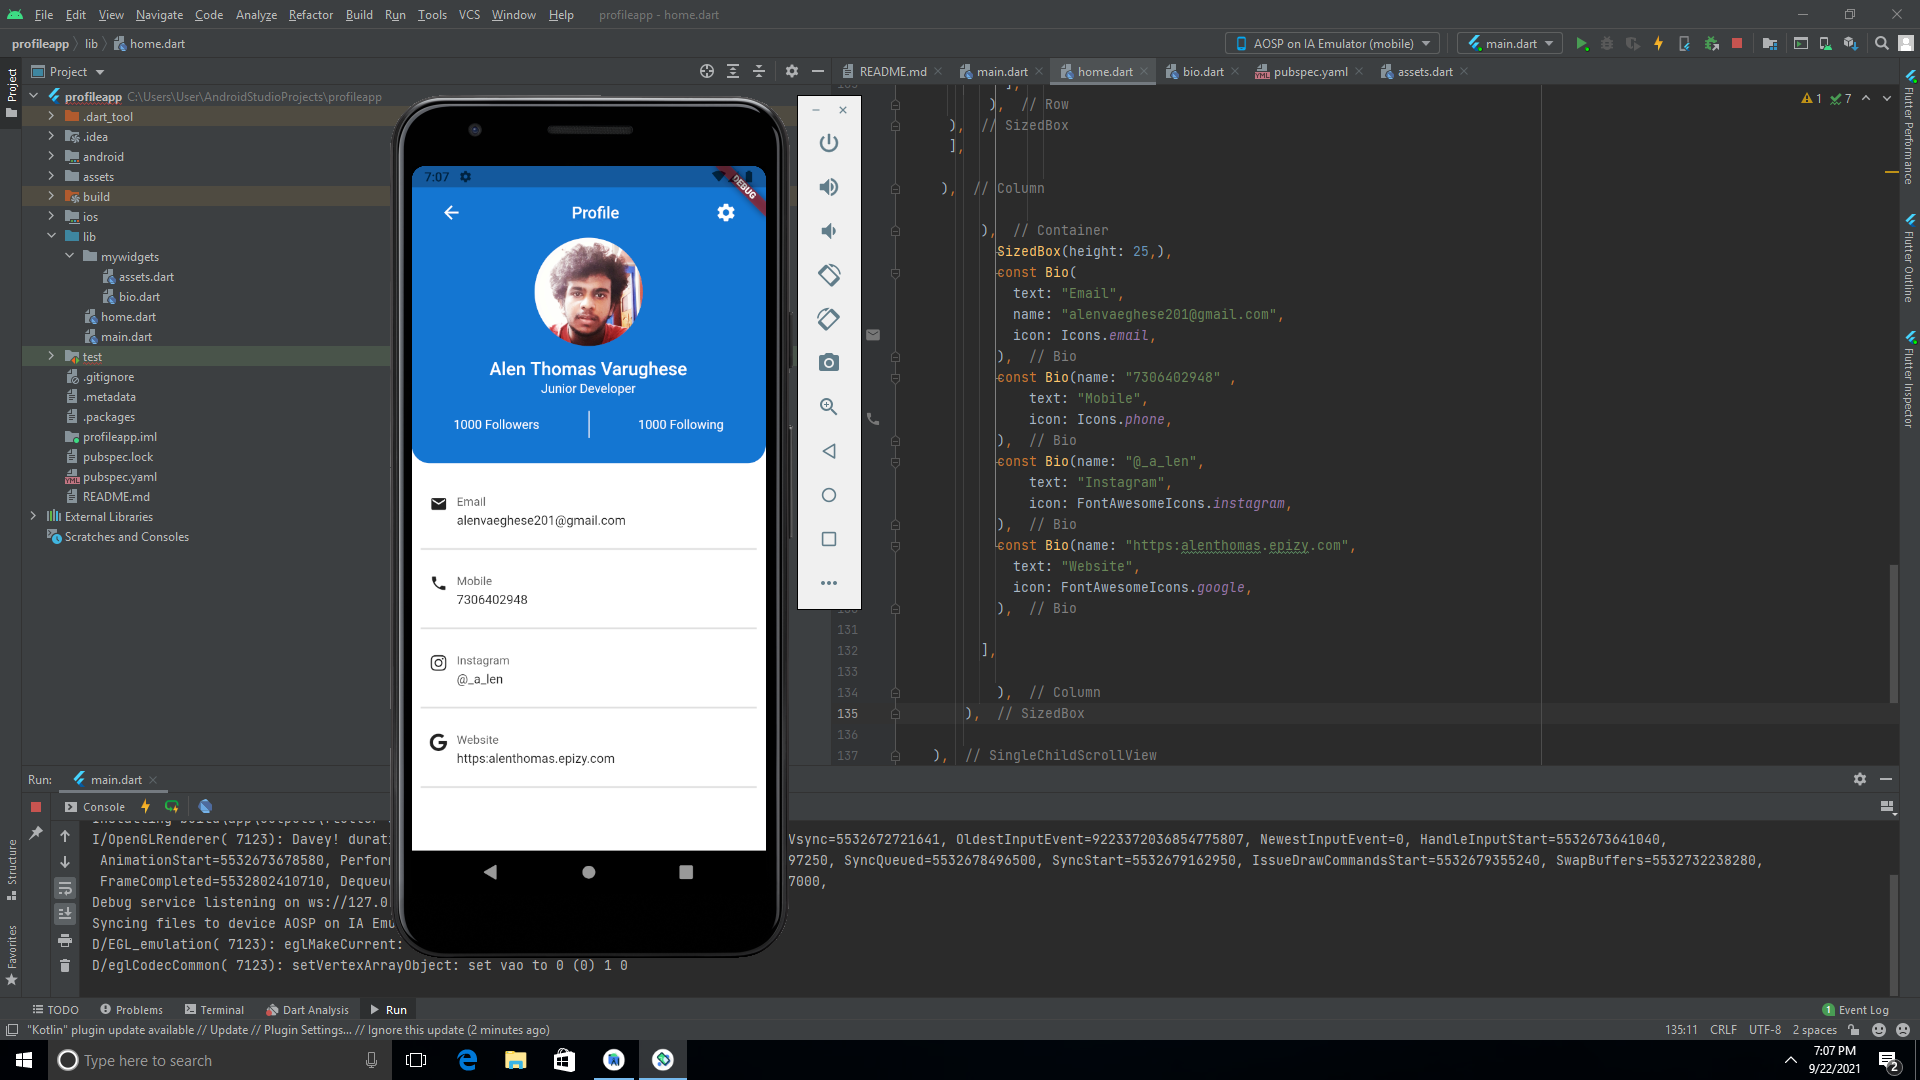 File Edit View Navigate Code Analyze Refactor Build Run Tools VCS Window Help profileapp - home.dart
profileapp lib home.dart
AOSP on IA Emulator (mobile) main.dart
Project
README.md main.dart home.dart bio.dart pubspec.yaml assets.dart
Project
profileapp C:\Users\User\AndroidStudioProjects\profileapp
.dart_tool
.idea
android
assets
build
ios
lib
mywidgets
assets.dart
bio.dart
home.dart
main.dart
test
.gitignore
.metadata
.packages
profileapp.iml
pubspec.lock
pubspec.yaml
README.md
External Libraries
Scratches and Consoles
7:07
DEBUG
Profile
Alen Thomas Varughese
Junior Developer
1000 Followers
1000 Following
Email
alenvaeghese201@gmail.com
Mobile
7306402948
Instagram
@_a_len
Website
https:alenthomas.epizy.com
), // Row
), // SizedBox
],
), // Column
), // Container
SizedBox(height: 25,),
const Bio(
text: "Email",
name: "alenvaeghese201@gmail.com",
icon: Icons.email,
), // Bio
const Bio(name: "7306402948" ,
text: "Mobile",
icon: Icons.phone,
), // Bio
const Bio(name: "@_a_len",
text: "Instagram",
icon: FontAwesomeIcons.instagram,
), // Bio
const Bio(name: "https:alenthomas.epizy.com",
text: "Website",
icon: FontAwesomeIcons.google,
), // Bio
131
132 ],
133
134 ), // Column
135 ), // SizedBox
136
137 ), // SingleChildScrollView
1 7
Flutter Performance
Flutter Outline
Flutter Inspector
Run: main.dart
Console
I/OpenGLRenderer( 7123): Davey! durati Vsync=5532672721641, OldestInputEvent=9223372036854775807, NewestInputEvent=0, HandleInputStart=5532673641040,
AnimationStart=5532673678580, Perfor 97250, SyncQueued=5532678496500, SyncStart=5532679162950, IssueDrawCommandsStart=5532679355240, SwapBuffers=5532732238280,
FrameCompleted=5532802410710, Dequeue 7000,
Debug service listening on ws://127.0
Syncing files to device AOSP on IA Emu
D/EGL_emulation( 7123): eglMakeCurrent:
D/eglCodecCommon( 7123): setVertexArrayObject: set vao to 0 (0) 1 0
Structure
Favorites
TODO Problems Terminal Dart Analysis Run
1 Event Log
"Kotlin" plugin update available // Update // Plugin Settings... // Ignore this update (2 minutes ago)
135:11 CRLF UTF-8 2 spaces
Type here to search
7:07 PM
9/22/2021
2